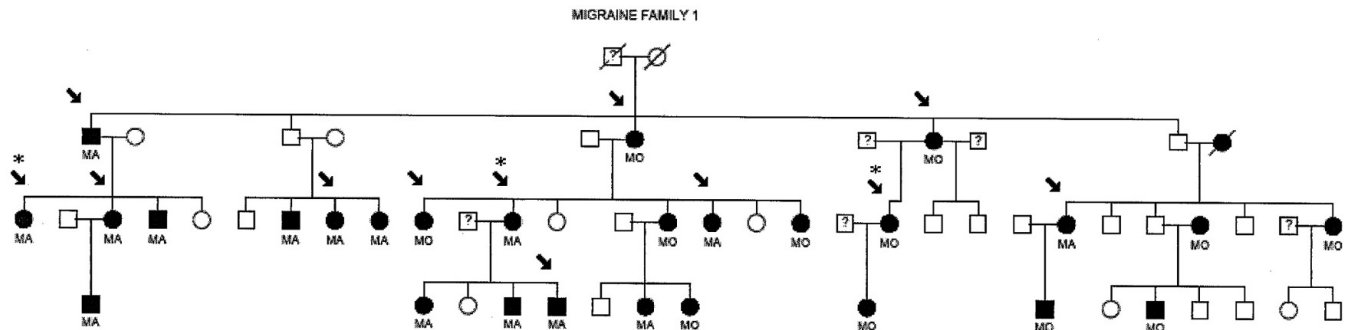 MIGRAINE FAMILY 1
?
? ?
MA MO MO
* * *
? ? ?
MA MA MA MA MA MA MO MA MO MA MO MO MA MO MO
MA MA MA MA MA MO MO MO MO